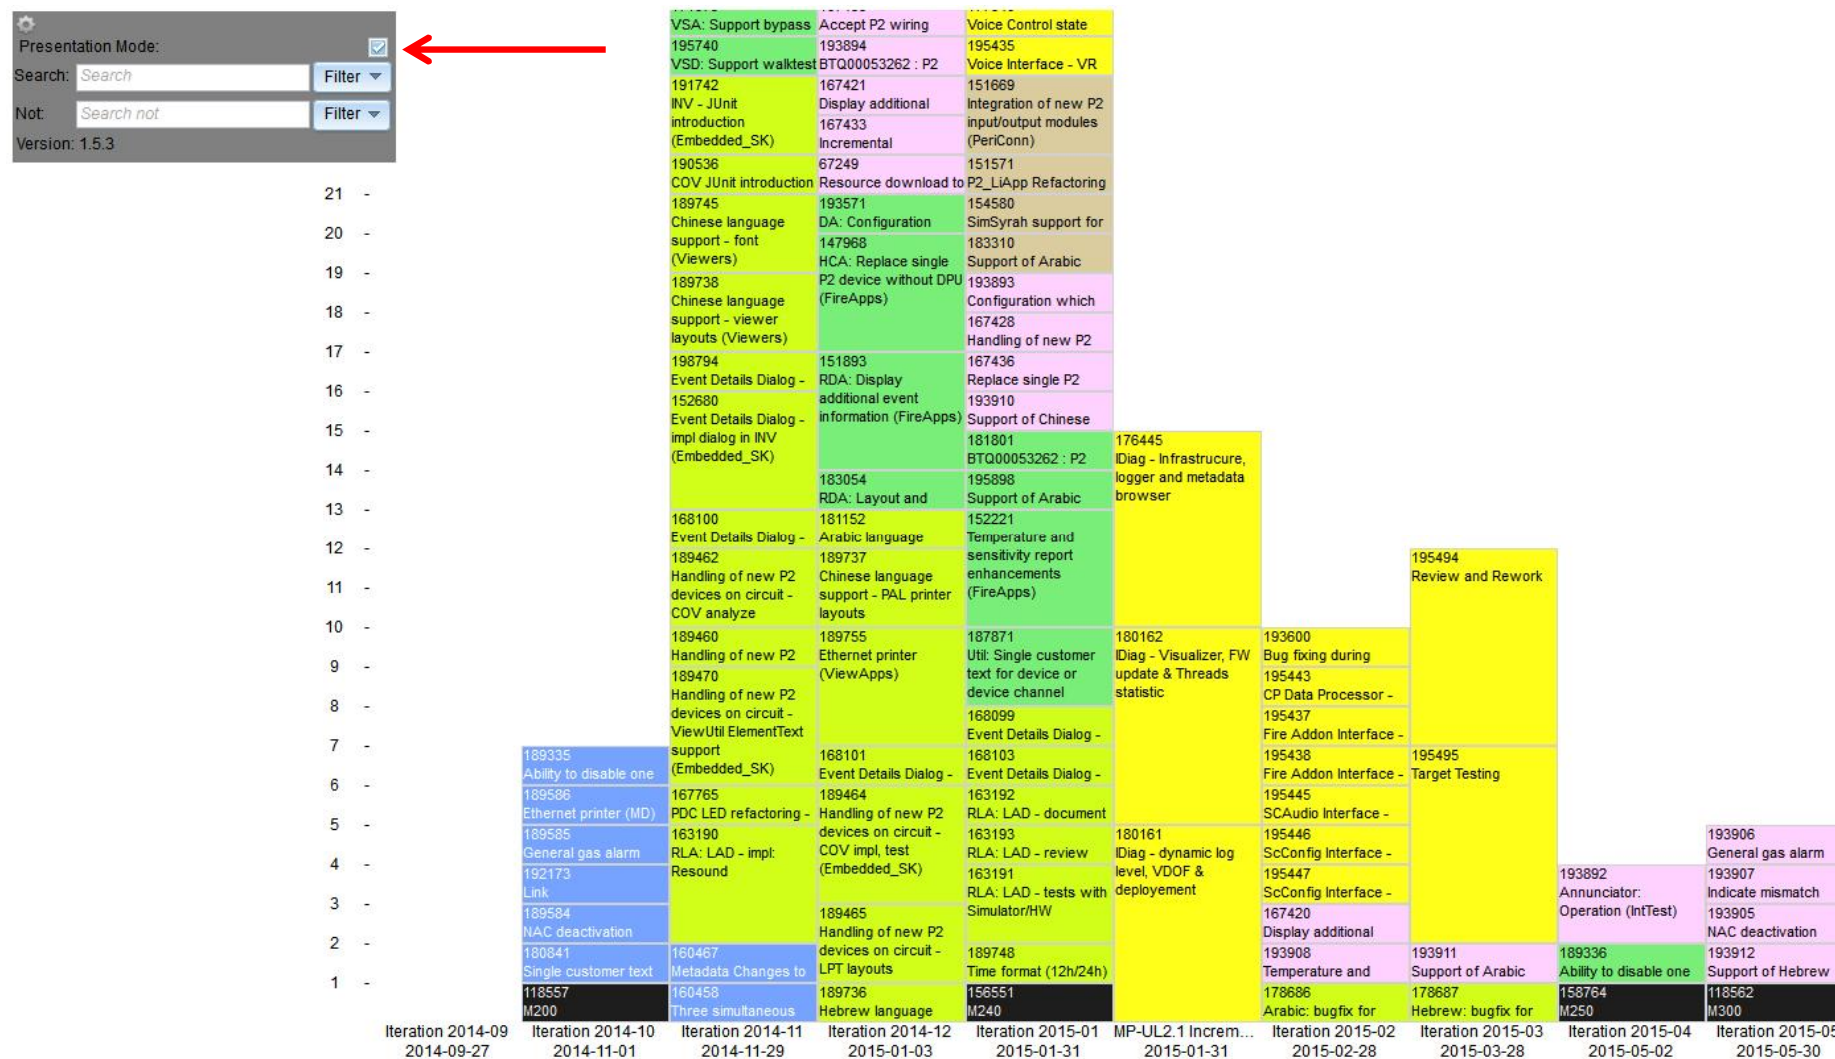 Presentation Mode:
Search: Search Filter
Not: Search not Filter
Version: 1.5.3
21 -
20 -
19 -
18 -
17 -
16 -
15 -
14 -
13 -
12 -
11 -
10 -
9 -
8 -
7 -
6 -
5 -
4 -
3 -
2 -
1 -
189335
Ability to disable one
189586
Ethernet printer (MD)
189585
General gas alarm
192173
Link
189584
NAC deactivation
180841
Single customer text
118557
M200
VSA: Support bypass
195740
VSD: Support walktest
191742
INV - JUnit
introduction
(Embedded_SK)
190536
COV JUnit introduction
189745
Chinese language
support - font
(Viewers)
189738
Chinese language
support - viewer
layouts (Viewers)
198794
Event Details Dialog -
152680
Event Details Dialog -
impl dialog in INV
(Embedded_SK)
168100
Event Details Dialog -
189462
Handling of new P2
devices on circuit -
COV analyze
189460
Handling of new P2
189470
Handling of new P2
devices on circuit -
ViewUtil ElementText
support
(Embedded_SK)
167765
PDC LED refactoring -
163190
RLA: LAD - impl:
Resound
160467
Metadata Changes to
160458
Three simultaneous
Accept P2 wiring
193894
BTQ00053262 : P2
167421
Display additional
167433
Incremental
67249
Resource download to
193571
DA: Configuration
147968
HCA: Replace single
P2 device without DPU
(FireApps)
151893
RDA: Display
additional event
information (FireApps)
183054
RDA: Layout and
181152
Arabic language
189737
Chinese language
support - PAL printer
layouts
189755
Ethernet printer
(ViewApps)
168101
Event Details Dialog -
189464
Handling of new P2
devices on circuit -
COV impl, test
(Embedded_SK)
189465
Handling of new P2
devices on circuit -
LPT layouts
189736
Hebrew language
Voice Control state
195435
Voice Interface - VR
151669
Integration of new P2
input/output modules
(PeriConn)
151571
P2_LiApp Refactoring
154580
SimSyrah support for
183310
Support of Arabic
193893
Configuration which
167428
Handling of new P2
167436
Replace single P2
193910
Support of Chinese
181801
BTQ00053262 : P2
195898
Support of Arabic
152221
Temperature and
sensitivity report
enhancements
(FireApps)
187871
Util: Single customer
text for device or
device channel
168099
Event Details Dialog -
168103
Event Details Dialog -
163192
RLA: LAD - document
163193
RLA: LAD - review
163191
RLA: LAD - tests with
Simulator/HW
189748
Time format (12h/24h)
156551
M240
176445
IDiag - Infrastrucure,
logger and metadata
browser
180162
IDiag - Visualizer, FW
update & Threads
statistic
180161
IDiag - dynamic log
level, VDOF &
deployement
193600
Bug fixing during
195443
CP Data Processor -
195437
Fire Addon Interface -
195438
Fire Addon Interface -
195445
SCAudio Interface -
195446
ScConfig Interface -
195447
ScConfig Interface -
167420
Display additional
193908
Temperature and
178686
Arabic: bugfix for
195494
Review and Rework
195495
Target Testing
193911
Support of Arabic
178687
Hebrew: bugfix for
193892
Annunciator:
Operation (IntTest)
189336
Ability to disable one
158764
M250
193906
General gas alarm
193907
Indicate mismatch
193905
NAC deactivation
193912
Support of Hebrew
118562
M300
Iteration 2014-09 Iteration 2014-10 Iteration 2014-11 Iteration 2014-12 Iteration 2015-01 MP-UL2.1 Increm... Iteration 2015-02 Iteration 2015-03 Iteration 2015-04 Iteration 2015-05
2014-09-27 2014-11-01 2014-11-29 2015-01-03 2015-01-31 2015-01-31 2015-02-28 2015-03-28 2015-05-02 2015-05-30